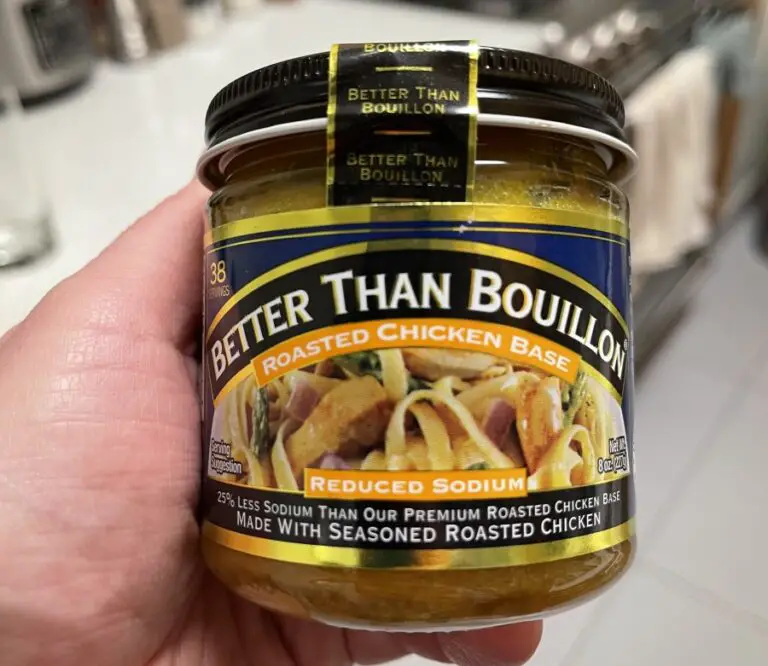 BOUILLON
BETTER THAN
BOUILLON
BETTER THAN
BOUILLON
38
SERVINGS
BETTER THAN BOUILLON®
ROASTED CHICKEN BASE
Serving
Suggestion
Net Wt.
8 oz. (227g)
REDUCED SODIUM
25% LESS SODIUM THAN OUR PREMIUM ROASTED CHICKEN BASE
MADE WITH SEASONED ROASTED CHICKEN